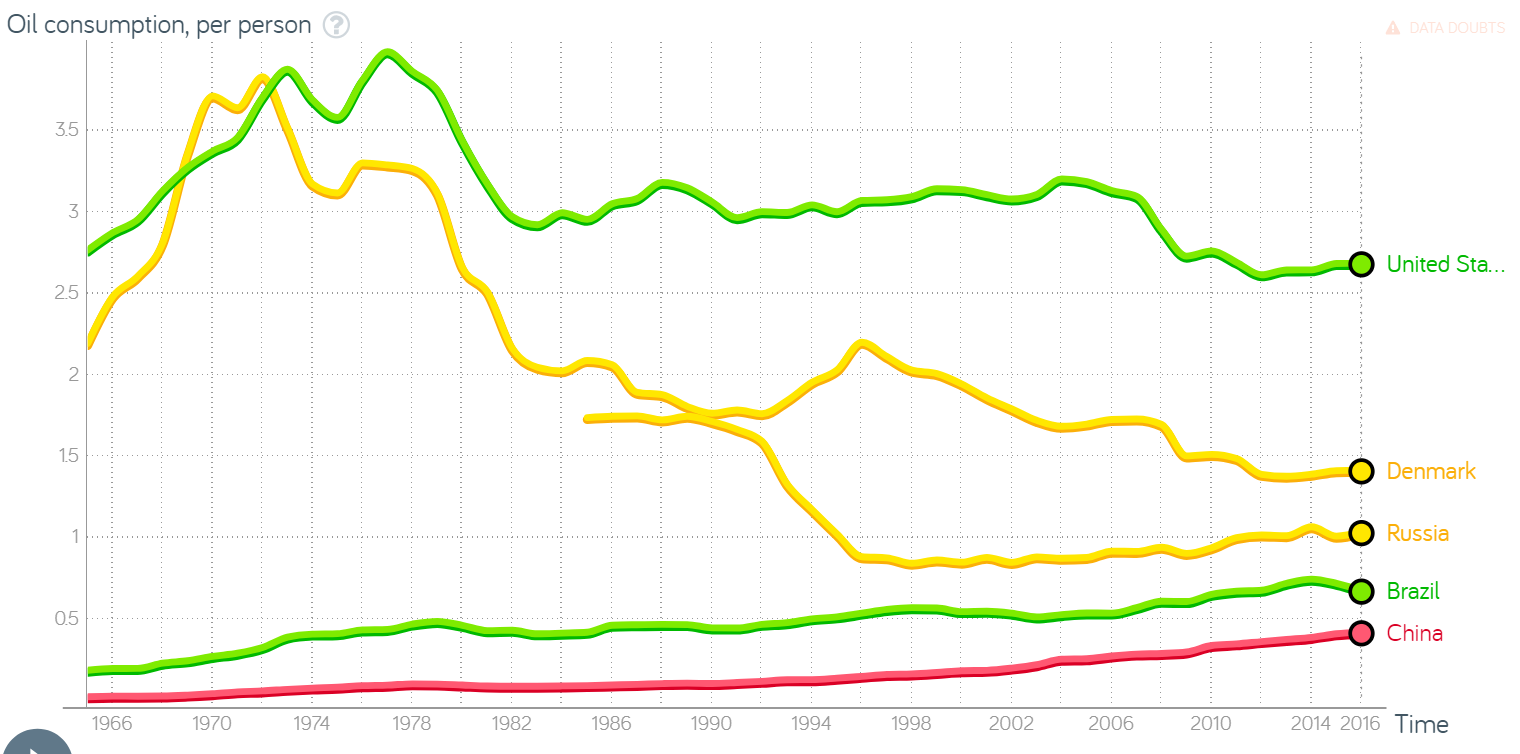 Oil consumption, per person ?
DATA DOUBTS
3.5
3
2.5
2
1.5
1
0.5
United Sta...
Denmark
Russia
Brazil
China
1966 1970 1974 1978 1982 1986 1990 1994 1998 2002 2006 2010 2014 2016 Time